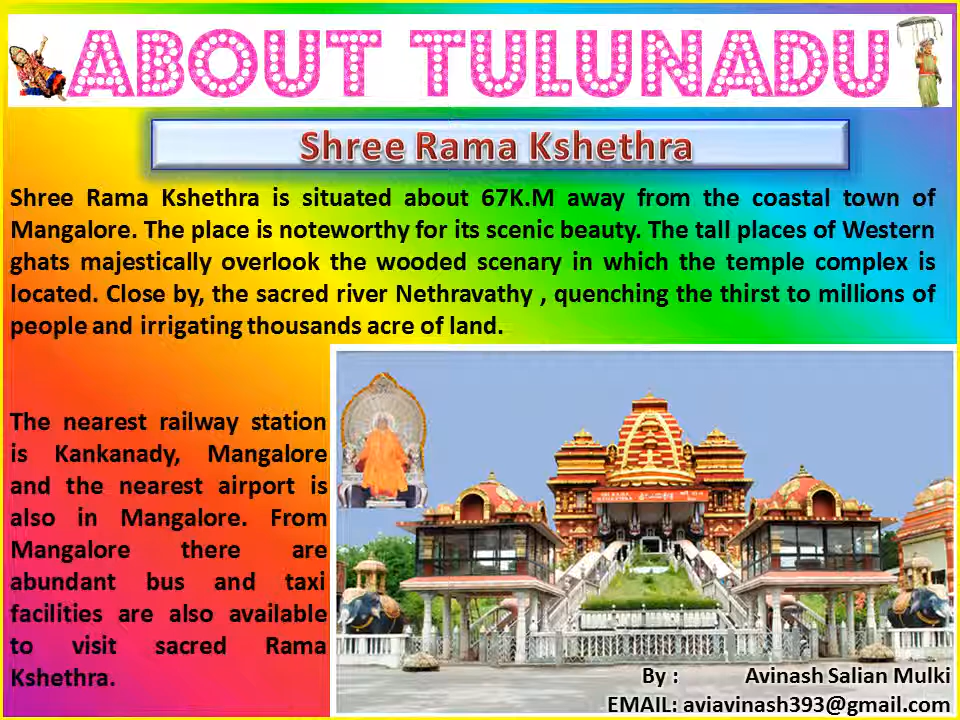 ABOUT TULUNADU
Shree Rama Kshethra
Shree Rama Kshethra is situated about 67K.M away from the coastal town of
Mangalore. The place is noteworthy for its scenic beauty. The tall places of Western
ghats majestically overlook the wooded scenary in which the temple complex is
located. Close by, the sacred river Nethravathy , quenching the thirst to millions of
people and irrigating thousands acre of land.
The nearest railway station
is Kankanady, Mangalore
and the nearest airport is
also in Mangalore. From
Mangalore there are
abundant bus and taxi
facilities are also available
to visit sacred Rama
Kshethra.
By : Avinash Salian Mulki
EMAIL: aviavinash393@gmail.com